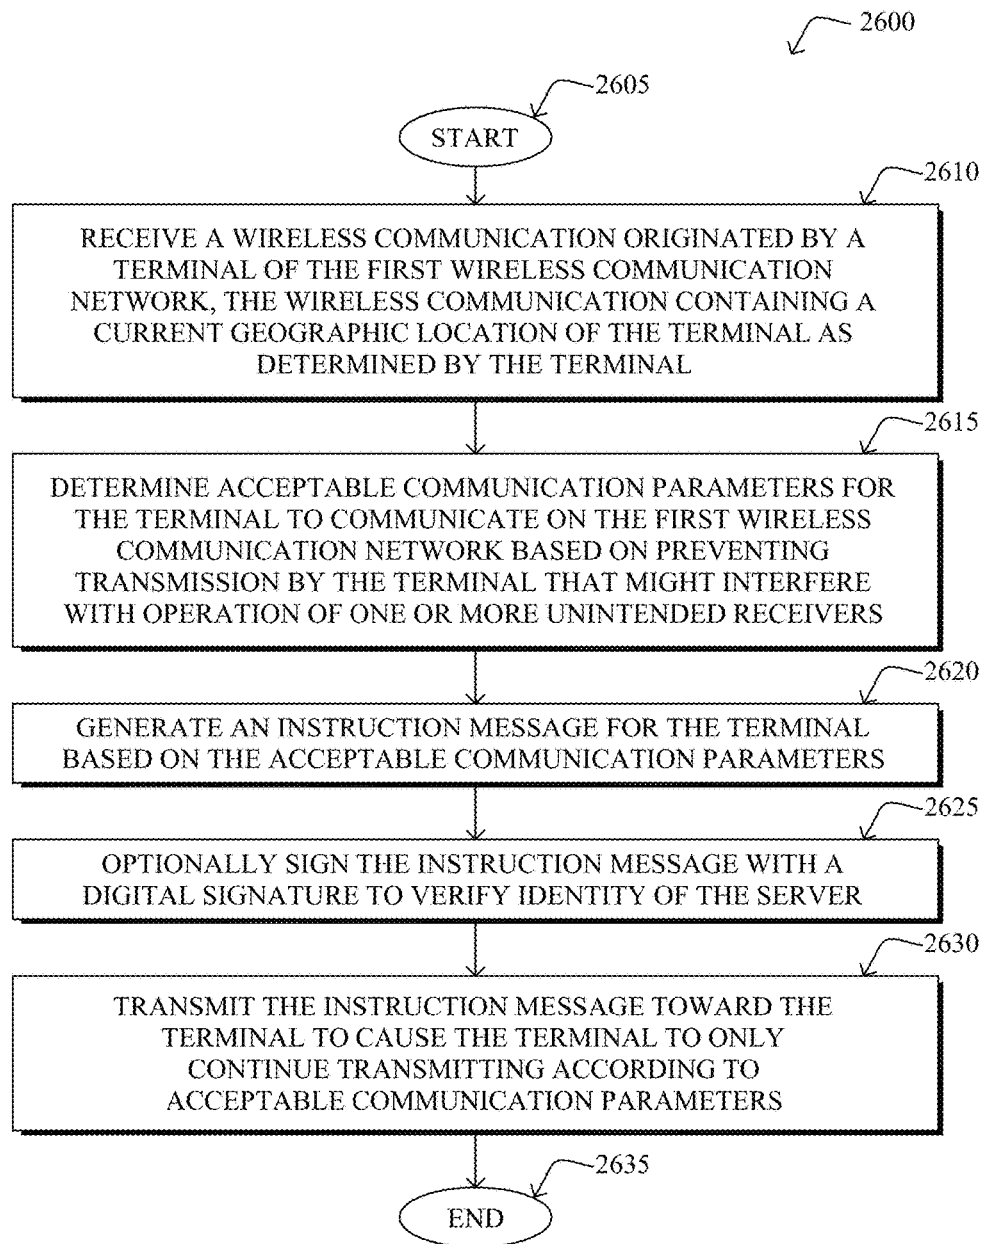 2600
2605
START
2610
RECEIVE A WIRELESS COMMUNICATION ORIGINATED BY A
TERMINAL OF THE FIRST WIRELESS COMMUNICATION
NETWORK, THE WIRELESS COMMUNICATION CONTAINING A
CURRENT GEOGRAPHIC LOCATION OF THE TERMINAL AS
DETERMINED BY THE TERMINAL
2615
DETERMINE ACCEPTABLE COMMUNICATION PARAMETERS FOR
THE TERMINAL TO COMMUNICATE ON THE FIRST WIRELESS
COMMUNICATION NETWORK BASED ON PREVENTING
TRANSMISSION BY THE TERMINAL THAT MIGHT INTERFERE
WITH OPERATION OF ONE OR MORE UNINTENDED RECEIVERS
2620
GENERATE AN INSTRUCTION MESSAGE FOR THE TERMINAL
BASED ON THE ACCEPTABLE COMMUNICATION PARAMETERS
2625
OPTIONALLY SIGN THE INSTRUCTION MESSAGE WITH A
DIGITAL SIGNATURE TO VERIFY IDENTITY OF THE SERVER
2630
TRANSMIT THE INSTRUCTION MESSAGE TOWARD THE
TERMINAL TO CAUSE THE TERMINAL TO ONLY
CONTINUE TRANSMITTING ACCORDING TO
ACCEPTABLE COMMUNICATION PARAMETERS
2635
END